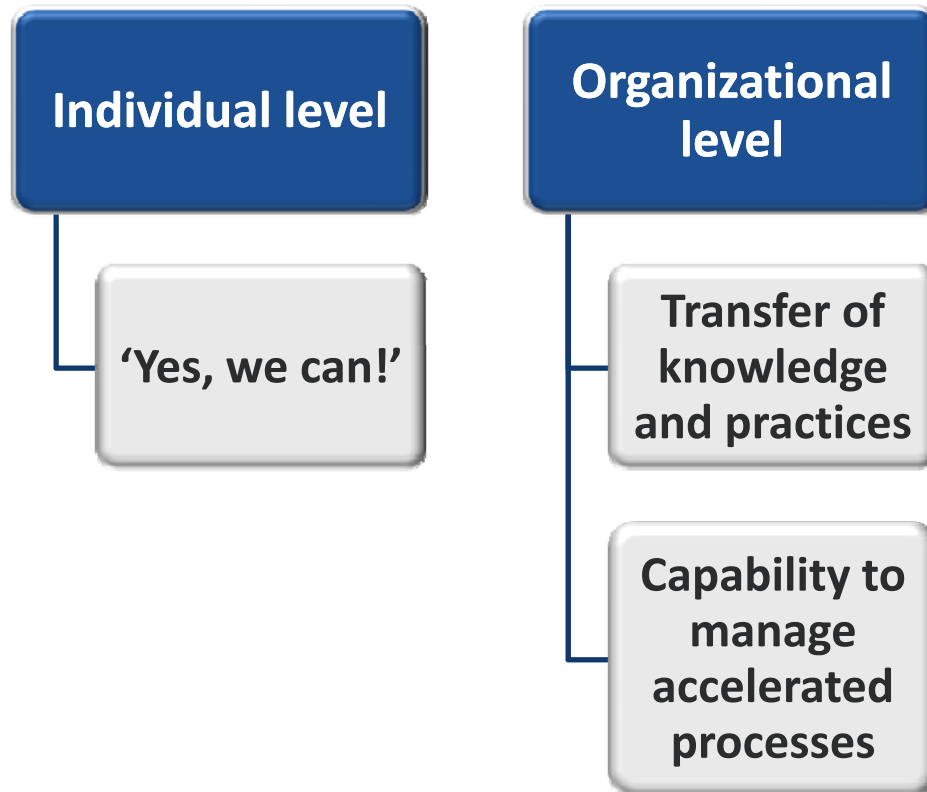 Individual level
‘Yes, we can!’
Organizational
level
Transfer of
knowledge
and practices
Capability to
manage
accelerated
processes